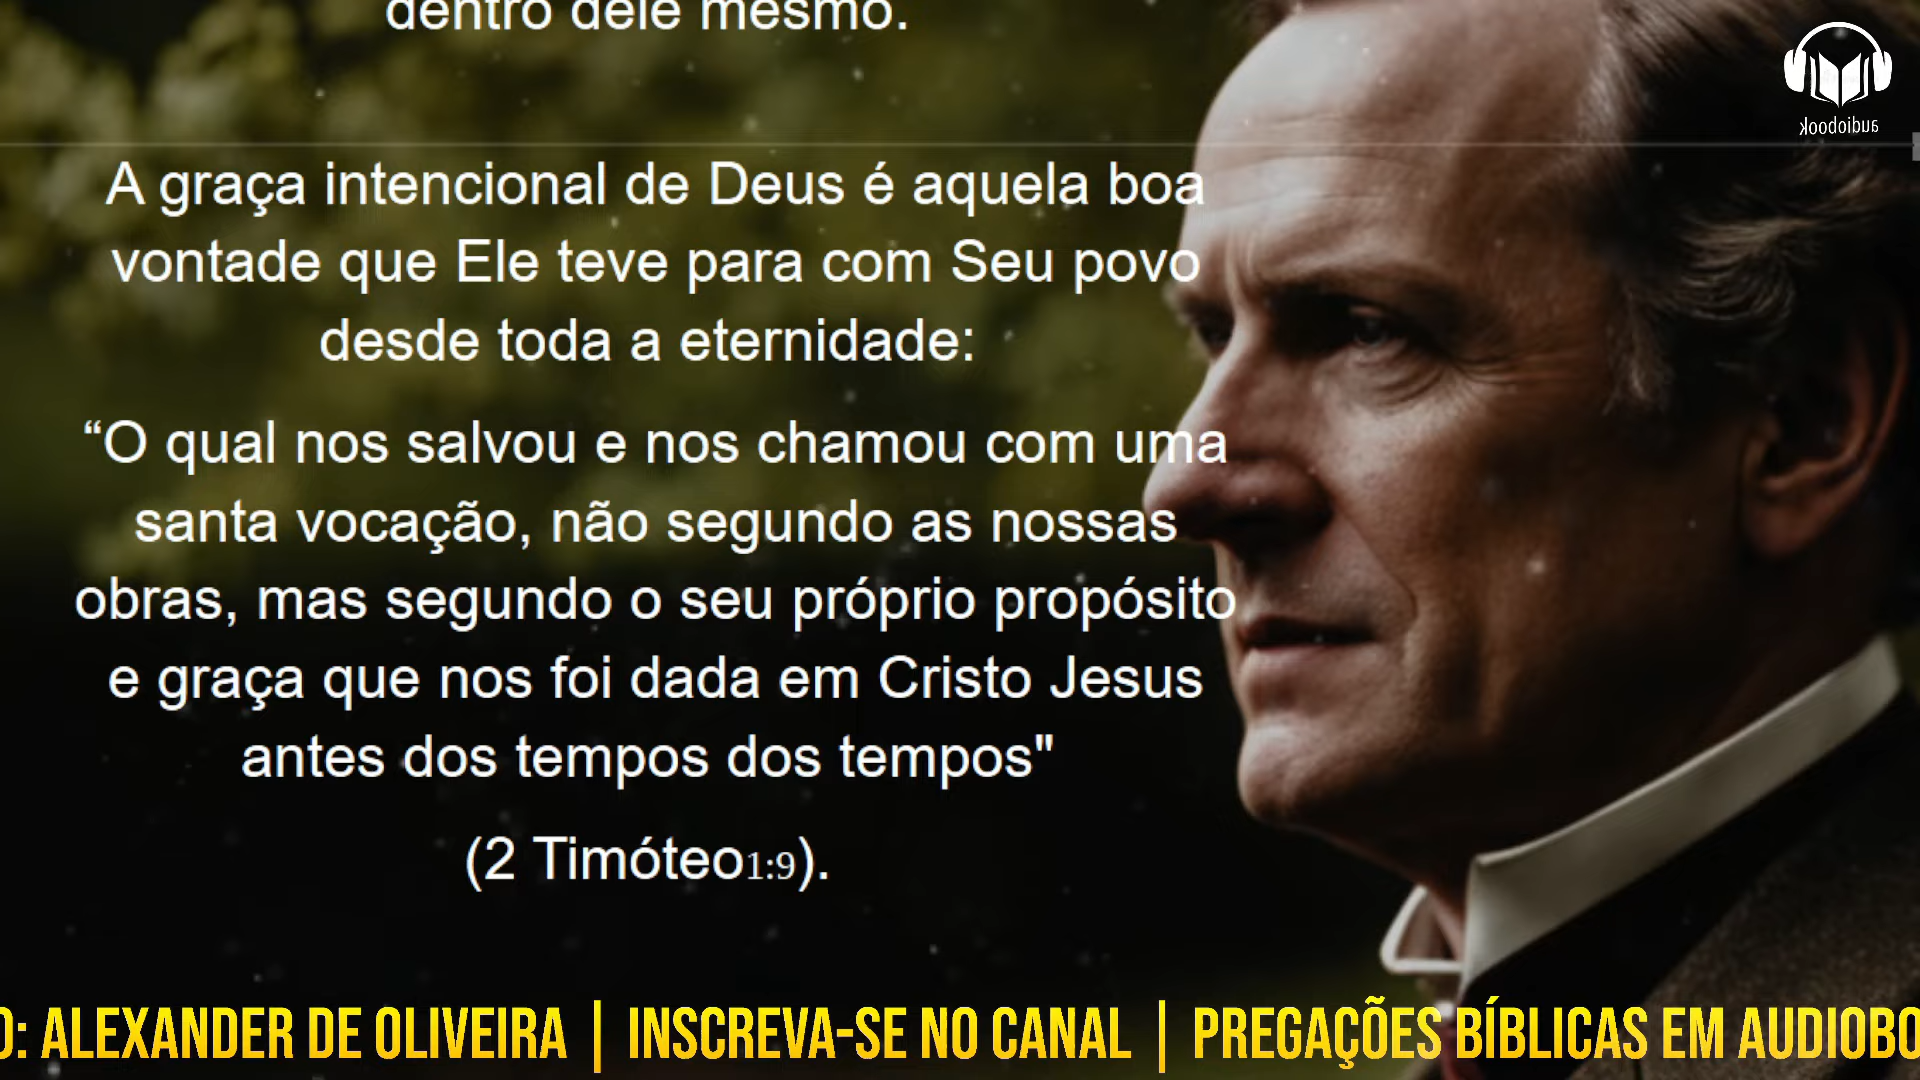 dentro dele mesmo.
audiobook
A graça intencional de Deus é aquela boa
vontade que Ele teve para com Seu povo
desde toda a eternidade:
“O qual nos salvou e nos chamou com uma
santa vocação, não segundo as nossas
obras, mas segundo o seu próprio propósito
e graça que nos foi dada em Cristo Jesus
antes dos tempos dos tempos"
(2 Timóteo1:9).
O: ALEXANDER DE OLIVEIRA | INSCREVA-SE NO CANAL | PREGAÇÕES BÍBLICAS EM AUDIOBO